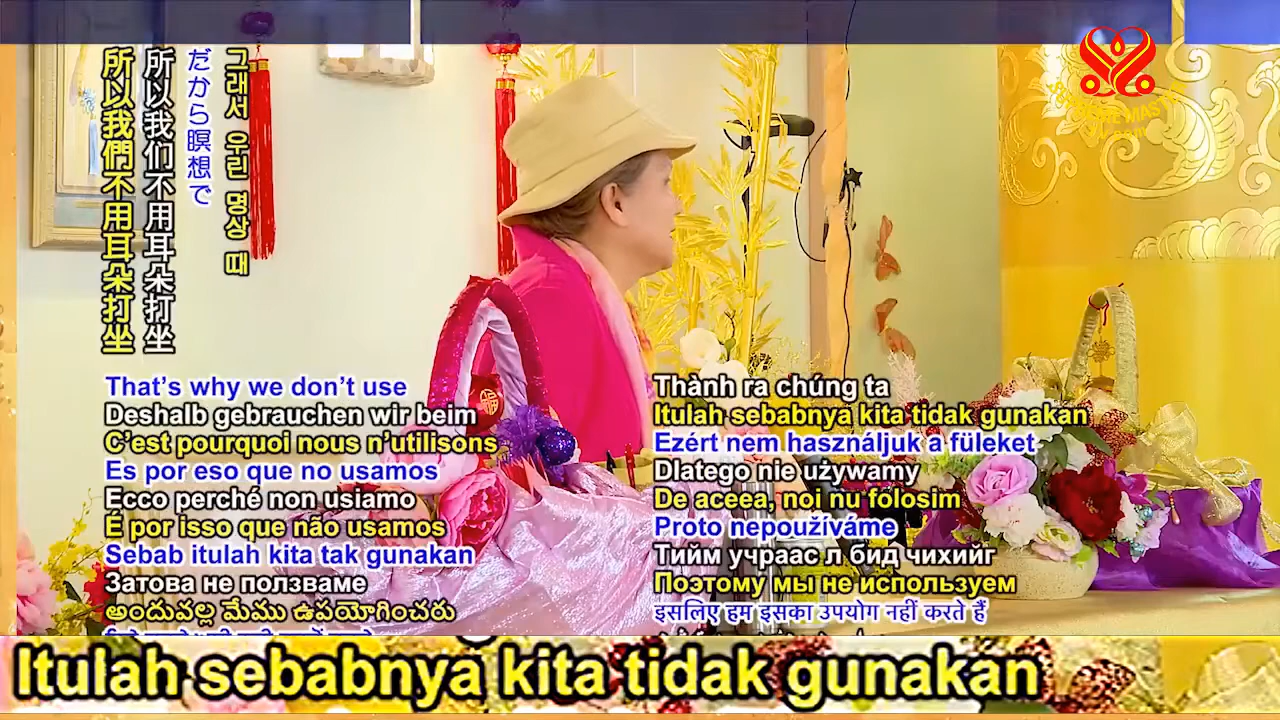 所以我們不用耳朵打坐
所以我们不用耳朵打坐
だから瞑想で
그래서 우린 명상 때
That's why we don't use
Deshalb gebrauchen wir beim
C'est pourquoi nous n'utilisons
Es por eso que no usamos
Ecco perché non usiamo
É por isso que não usamos
Sebab itulah kita tak gunakan
Затова не ползваме
అందువల్ల మేము ఉపయోగించరు
Thành ra chúng ta
Itulah sebabnya kita tidak gunakan
Ezért nem használjuk a füleket
Dlatego nie używamy
De aceea, noi nu folosim
Proto nepoužíváme
Тийм учраас л бид чихийг
Поэтому мы не используем
इसलिए हम इसका उपयोग नहीं करते हैं
Itulah sebabnya kita tidak gunakan